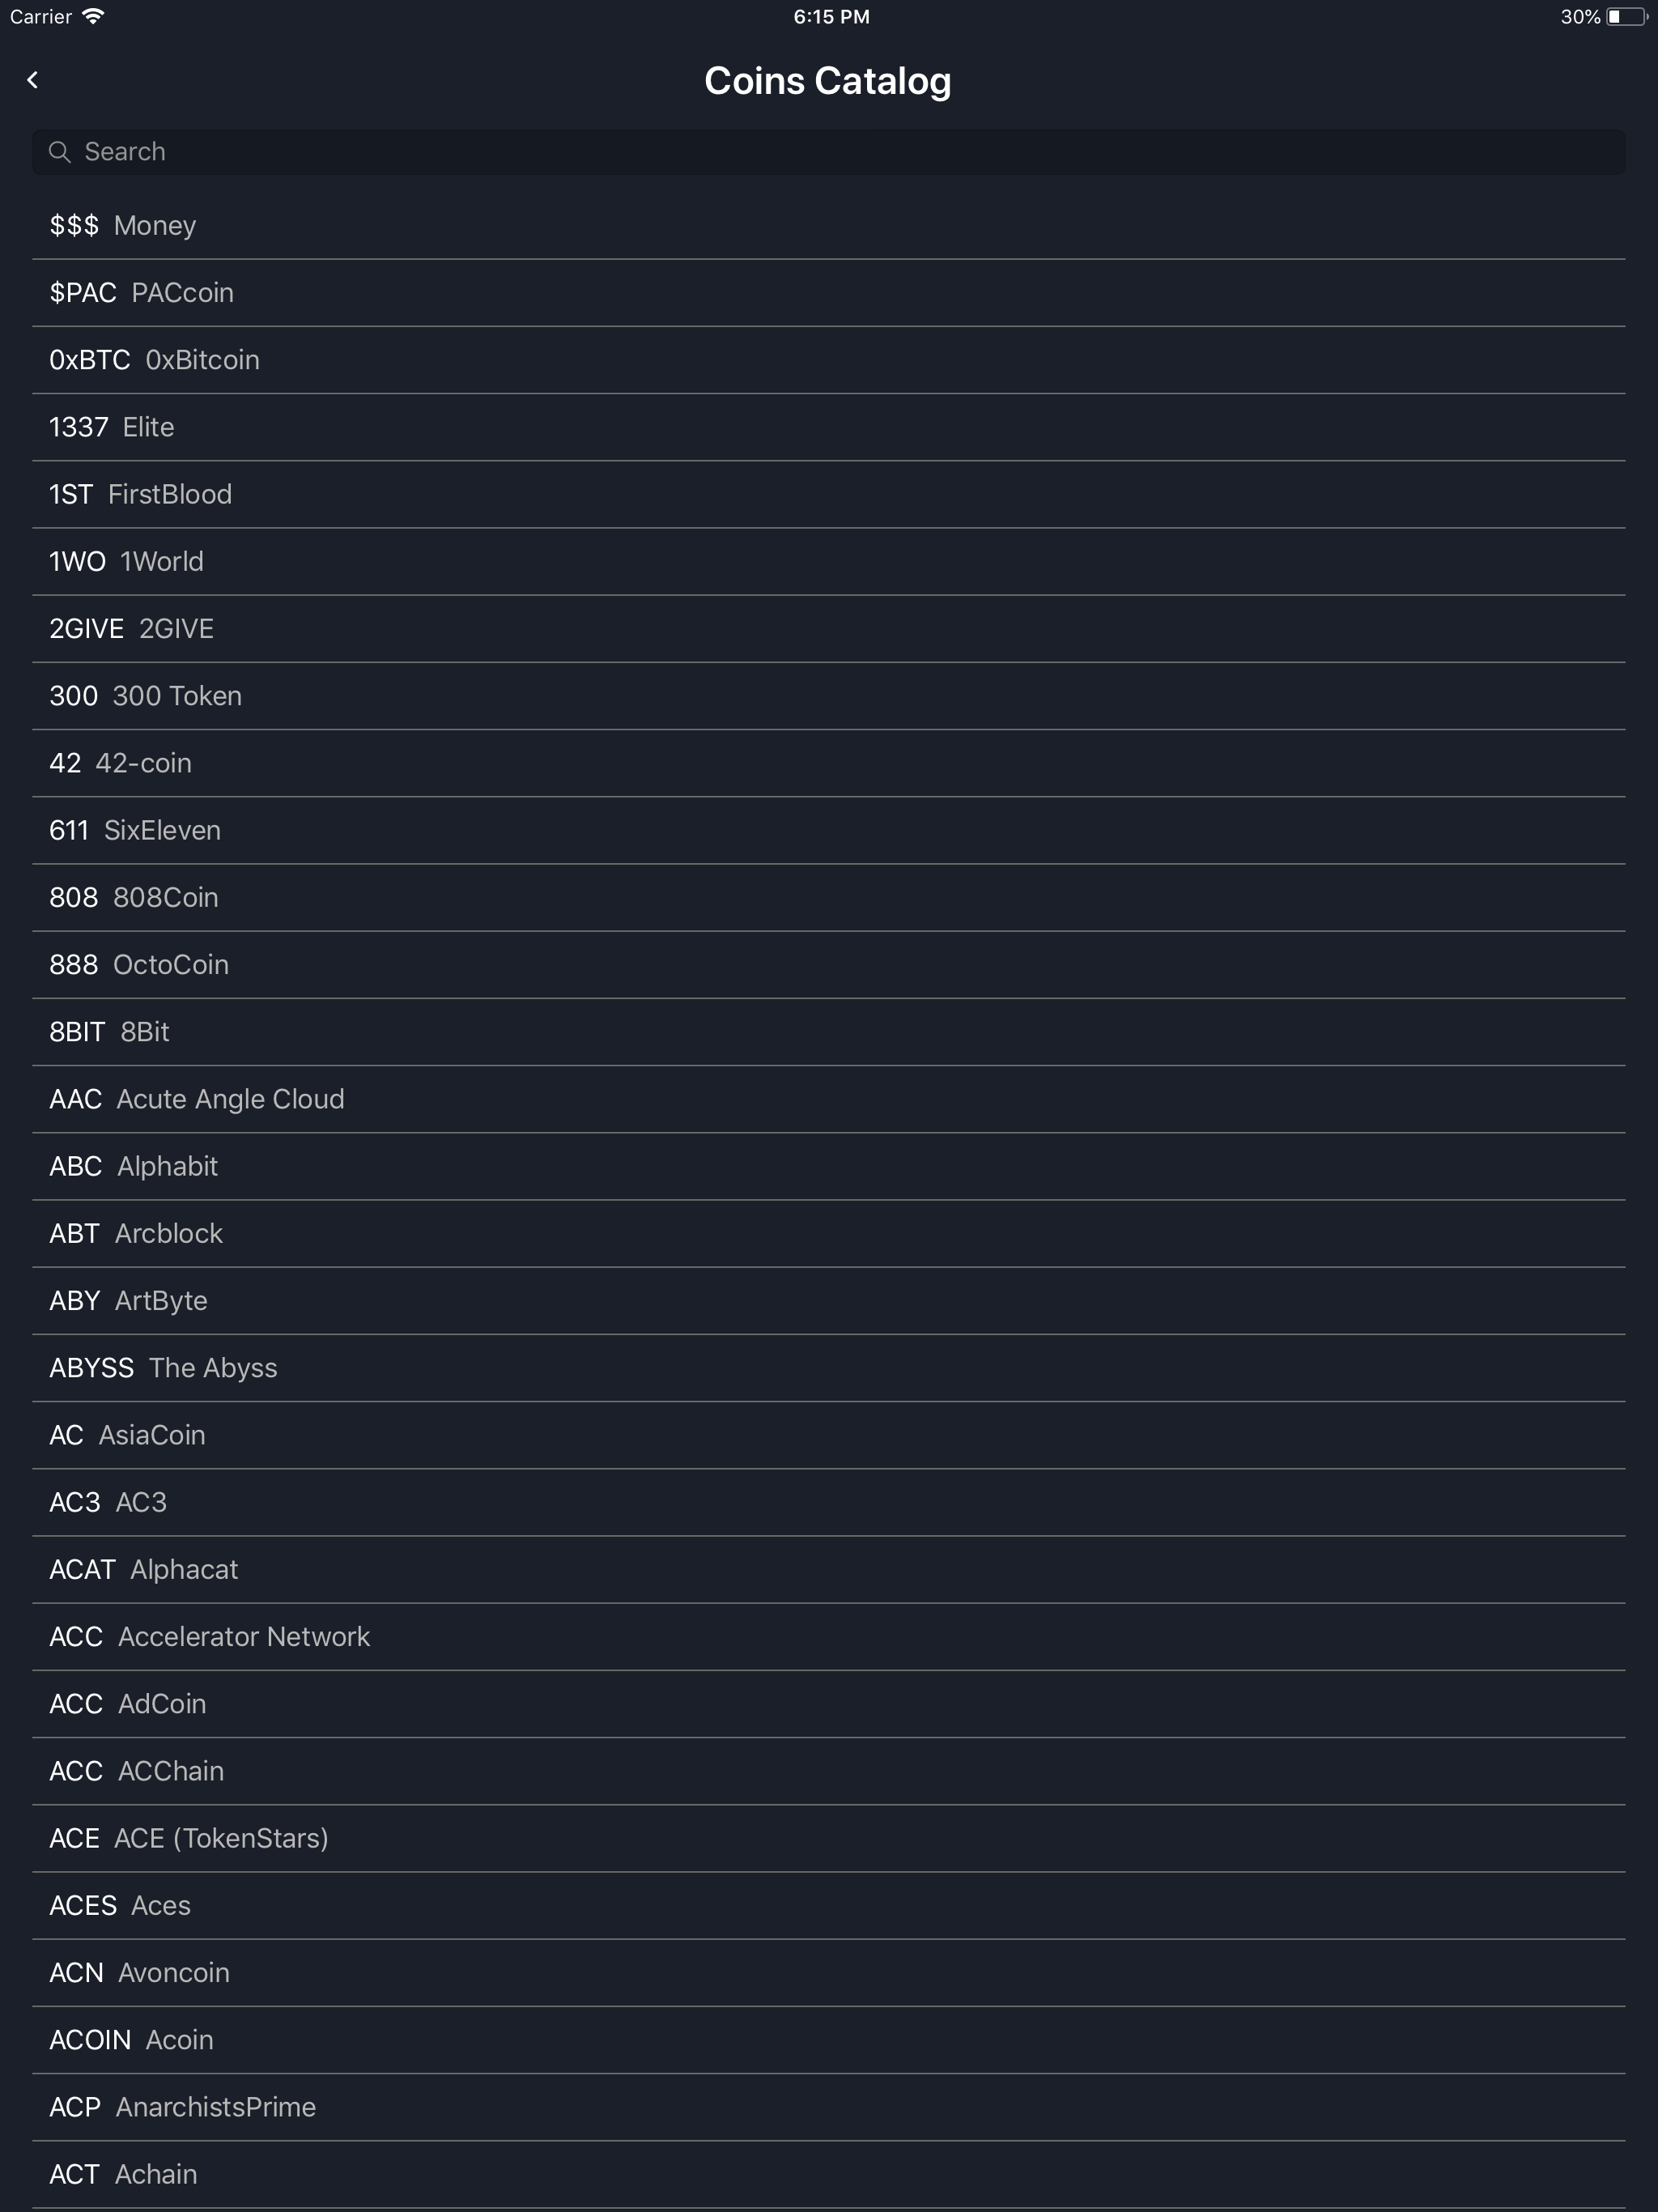 Carrier 6:15 PM 30%
Coins Catalog
Search
$$$ Money
$PAC PACcoin
0xBTC 0xBitcoin
1337 Elite
1ST FirstBlood
1WO 1World
2GIVE 2GIVE
300 300 Token
42 42-coin
611 SixEleven
808 808Coin
888 OctoCoin
8BIT 8Bit
AAC Acute Angle Cloud
ABC Alphabit
ABT Arcblock
ABY ArtByte
ABYSS The Abyss
AC AsiaCoin
AC3 AC3
ACAT Alphacat
ACC Accelerator Network
ACC AdCoin
ACC ACChain
ACE ACE (TokenStars)
ACES Aces
ACN Avoncoin
ACOIN Acoin
ACP AnarchistsPrime
ACT Achain